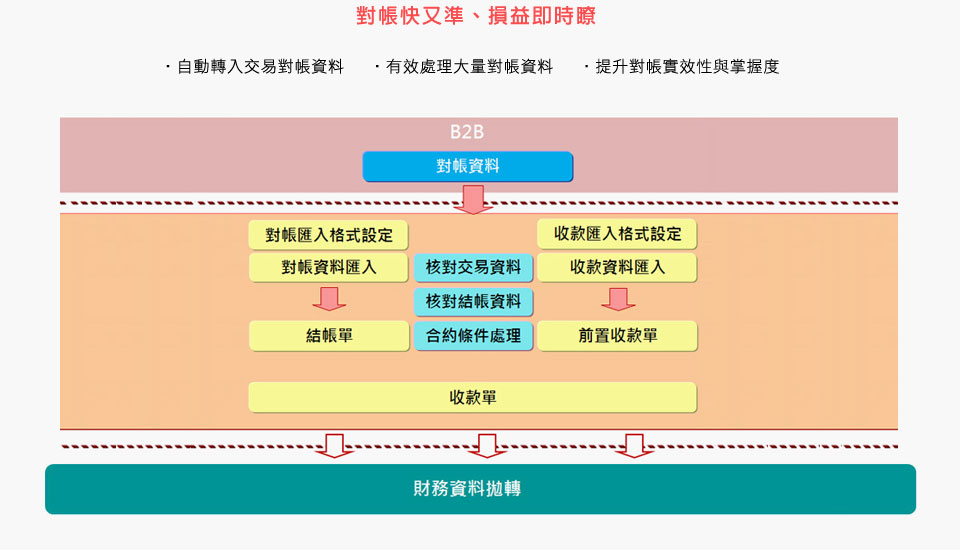 對帳快又準、損益即時瞭
・自動轉入交易對帳資料 ・有效處理大量對帳資料 ・提升對帳實效性與掌握度
B2B
對帳資料
對帳匯入格式設定 收款匯入格式設定
對帳資料匯入 核對交易資料 收款資料匯入
核對結帳資料
結帳單 合約條件處理 前置收款單
收款單
財務資料拋轉